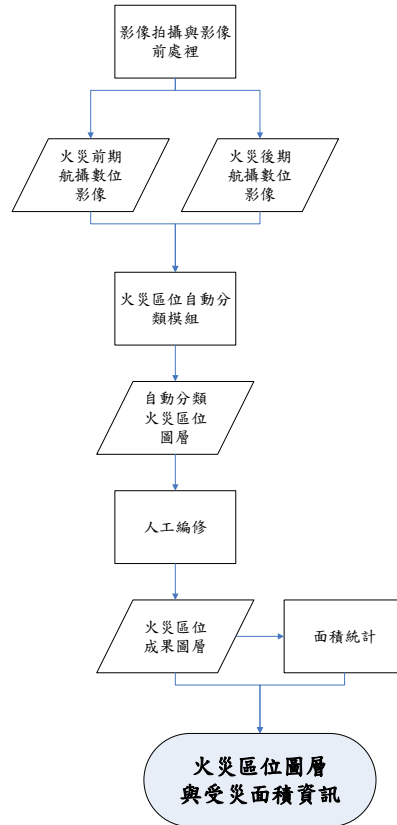 影像拍攝與影像
前處裡
火災前期
航攝數位
影像
火災後期
航攝數位
影像
火災區位自動分
類模組
自動分類
火災區位
圖層
人工編修
火災區位
成果圖層
面積統計
火災區位圖層
與受災面積資訊